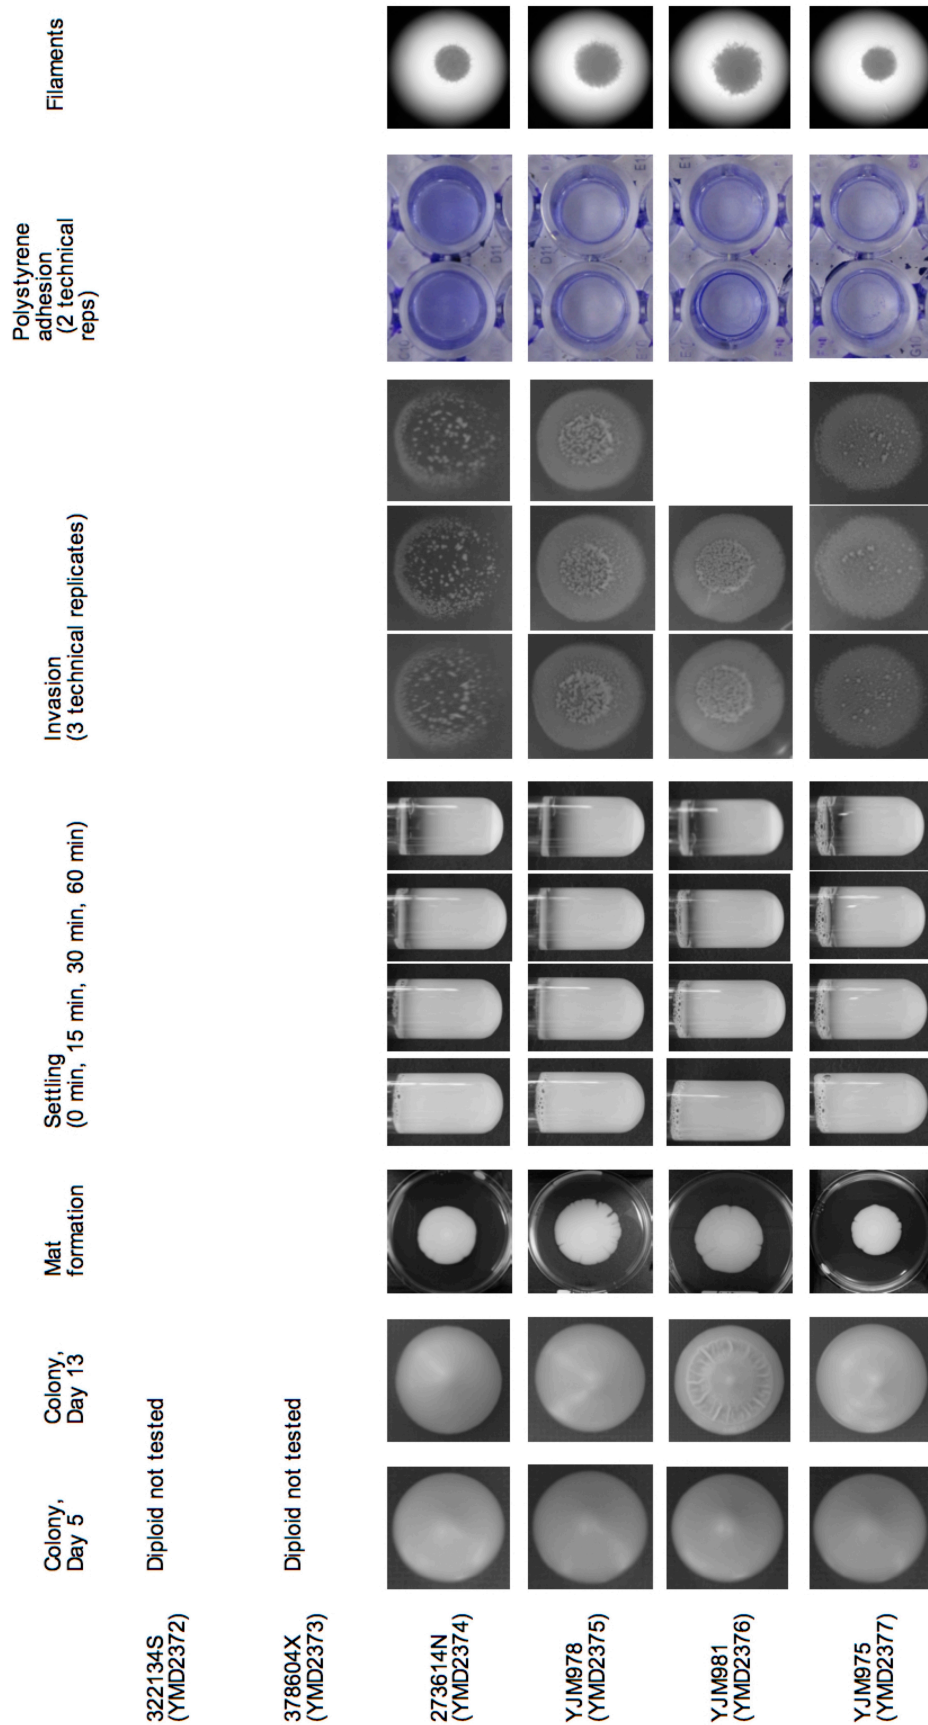 Colony,
Day 5
Colony,
Day 13
Mat
formation
Settling
(0 min, 15 min, 30 min, 60 min)
Invasion
(3 technical replicates)
Polystyrene
adhesion
(2 technical
reps)
Filaments
322134S
(YMD2372)
Diploid not tested
378604X
(YMD2373)
Diploid not tested
273614N
(YMD2374)
YJM978
(YMD2375)
YJM981
(YMD2376)
YJM975
(YMD2377)